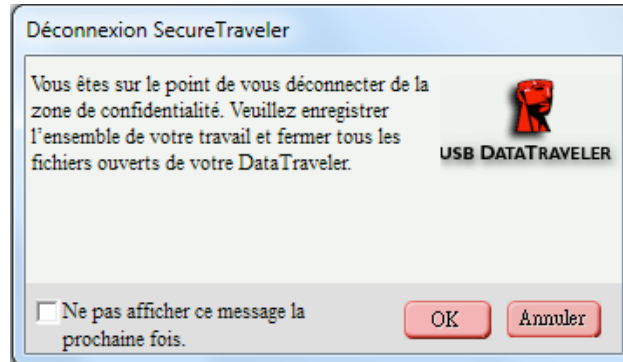 Déconnexion SecureTraveler
Vous êtes sur le point de vous déconnecter de la
zone de confidentialité. Veuillez enregistrer
l’ensemble de votre travail et fermer tous les
fichiers ouverts de votre DataTraveler.
USB DATATRAVELER
Ne pas afficher ce message la
prochaine fois.
OK
Annuler